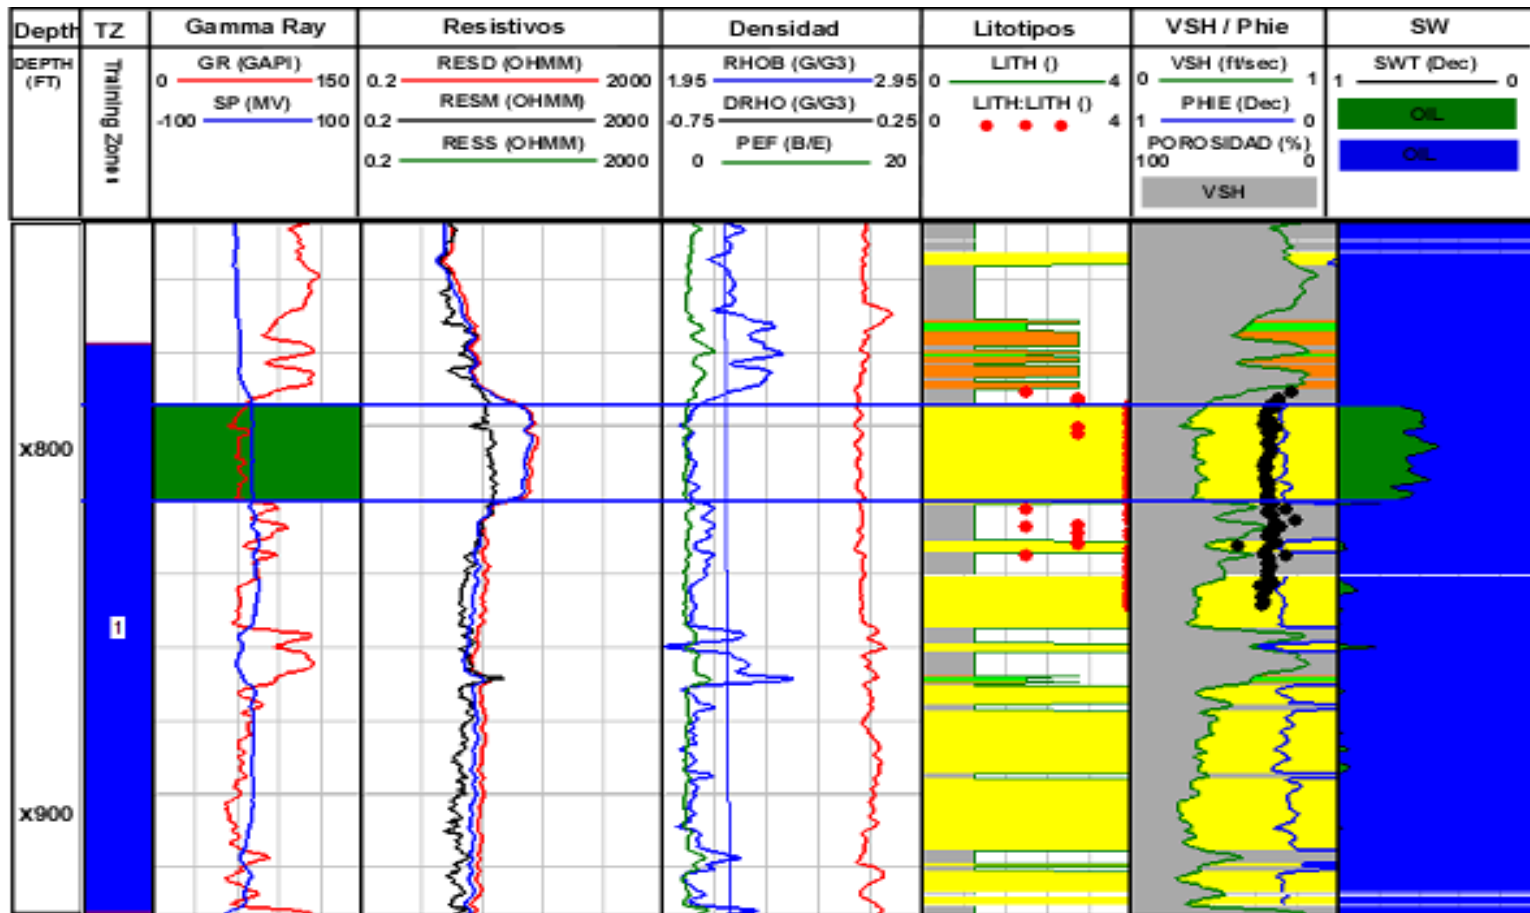 Depth TZ Gamma Ray Resistivos Densidad Litotipos VSH / Phie SW
DEPTH (FT)
Training Zones
0 GR (GAPI) 150
-100 SP (MV) 100
0.2 RESD (OHMM) 2000
0.2 RESM (OHMM) 2000
0.2 RESS (OHMM) 2000
1.95 RHOB (G/G3) 2.95
-0.75 DRHO (G/G3) 0.25
0 PEF (B/E) 20
0 LITH () 4
0 LITH:LITH () 4
0 VSH (ft/sec) 1
1 PHIE (Dec) 0
POROSIDAD (%)
100 0
VSH
1 SWT (Dec) 0
OIL
OIL
X800
1
X900